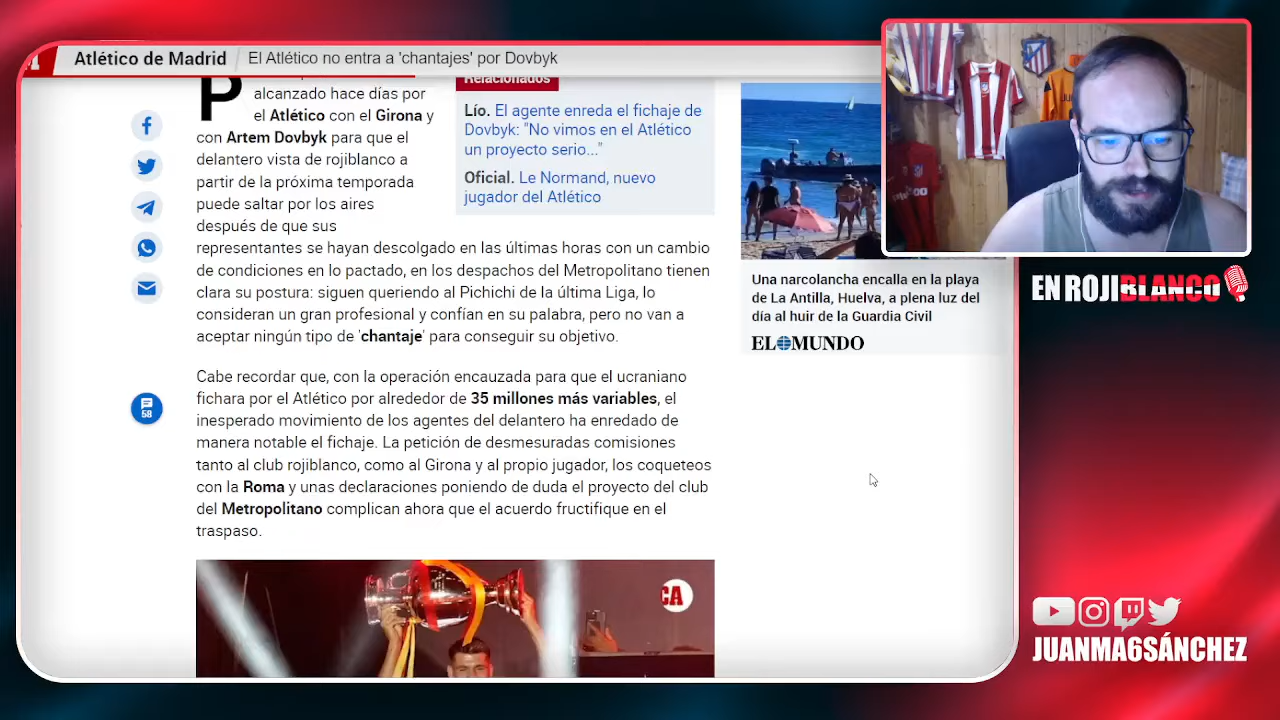 Atlético de Madrid
El Atlético no entra a 'chantajes' por Dovbyk
P
alcanzado hace días por
el Atlético con el Girona y
con Artem Dovbyk para que el
delantero vista de rojiblanco a
partir de la próxima temporada
puede saltar por los aires
después de que sus
representantes se hayan descolgado en las últimas horas con un cambio
de condiciones en lo pactado, en los despachos del Metropolitano tienen
clara su postura: siguen queriendo al Pichichi de la última Liga, lo
consideran un gran profesional y confían en su palabra, pero no van a
aceptar ningún tipo de 'chantaje' para conseguir su objetivo.
Relacionados
Lío. El agente enreda el fichaje de
Dovbyk: "No vimos en el Atlético
un proyecto serio..."
Oficial. Le Normand, nuevo
jugador del Atlético
58
Cabe recordar que, con la operación encauzada para que el ucraniano
fichara por el Atlético por alrededor de 35 millones más variables, el
inesperado movimiento de los agentes del delantero ha enredado de
manera notable el fichaje. La petición de desmesuradas comisiones
tanto al club rojiblanco, como al Girona y al propio jugador, los coqueteos
con la Roma y unas declaraciones poniendo de duda el proyecto del club
del Metropolitano complican ahora que el acuerdo fructifique en el
traspaso.
CA
Una narcolancha encalla en la playa
de La Antilla, Huelva, a plena luz del
día al huir de la Guardia Civil
EL MUNDO
EN ROJIBLANCO
JUANMA6SÁNCHEZ